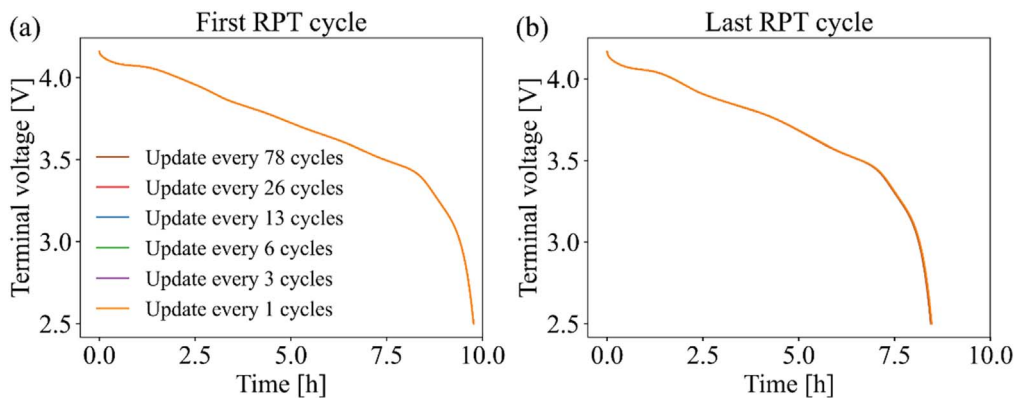 (a)
First RPT cycle
Terminal voltage [V]
4.0
3.5
3.0
2.5
Update every 78 cycles
Update every 26 cycles
Update every 13 cycles
Update every 6 cycles
Update every 3 cycles
Update every 1 cycles
0.0 2.5 5.0 7.5 10.0
Time [h]
(b)
Last RPT cycle
Terminal voltage [V]
4.0
3.5
3.0
2.5
0.0 2.5 5.0 7.5 10.0
Time [h]